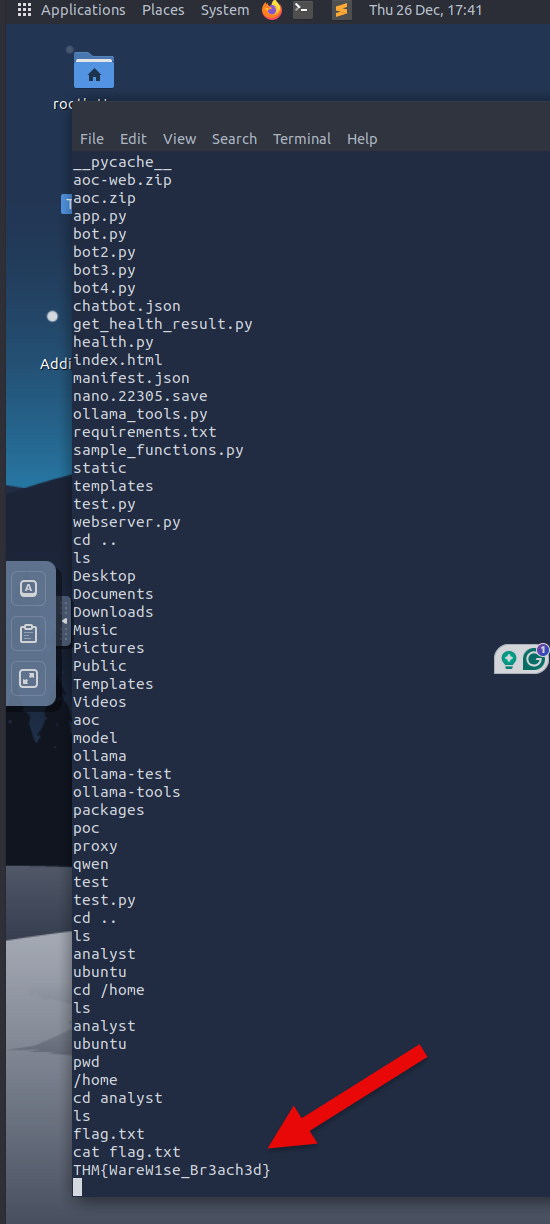 Applications Places System Thu 26 Dec, 17:41
File Edit View Search Terminal Help
__pycache__
aoc-web.zip
aoc.zip
app.py
bot.py
bot2.py
bot3.py
bot4.py
chatbot.json
get_health_result.py
health.py
Addi
index.html
manifest.json
nano.22305.save
ollama_tools.py
requirements.txt
sample_functions.py
static
templates
test.py
webserver.py
cd ..
ls
Desktop
Documents
Downloads
Music
Pictures
Public
Templates
Videos
aoc
model
ollama
ollama-test
ollama-tools
packages
poc
proxy
qwen
test
test.py
cd ..
ls
analyst
ubuntu
cd /home
ls
analyst
ubuntu
pwd
/home
cd analyst
ls
flag.txt
cat flag.txt
THM{WareW1se_Br3ach3d}
A
G
1